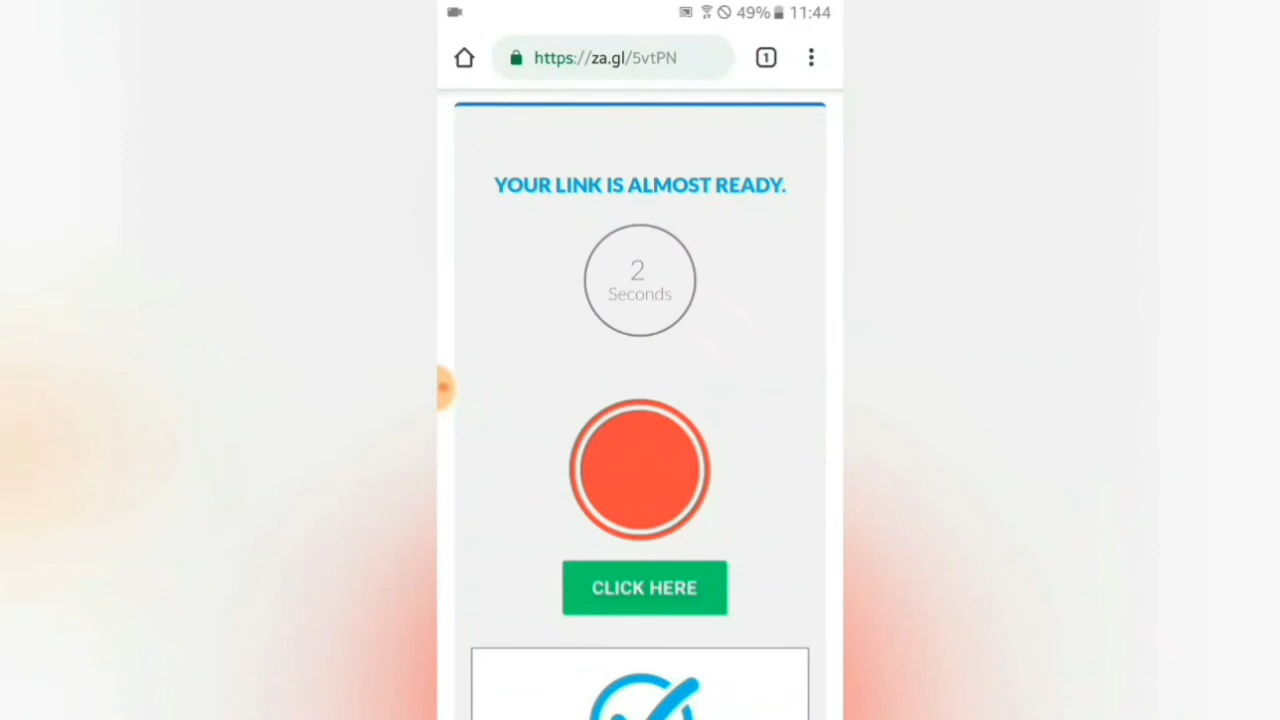 49% 11:44
https://za.gl/5vtPN 1
YOUR LINK IS ALMOST READY.
2
Seconds
CLICK HERE